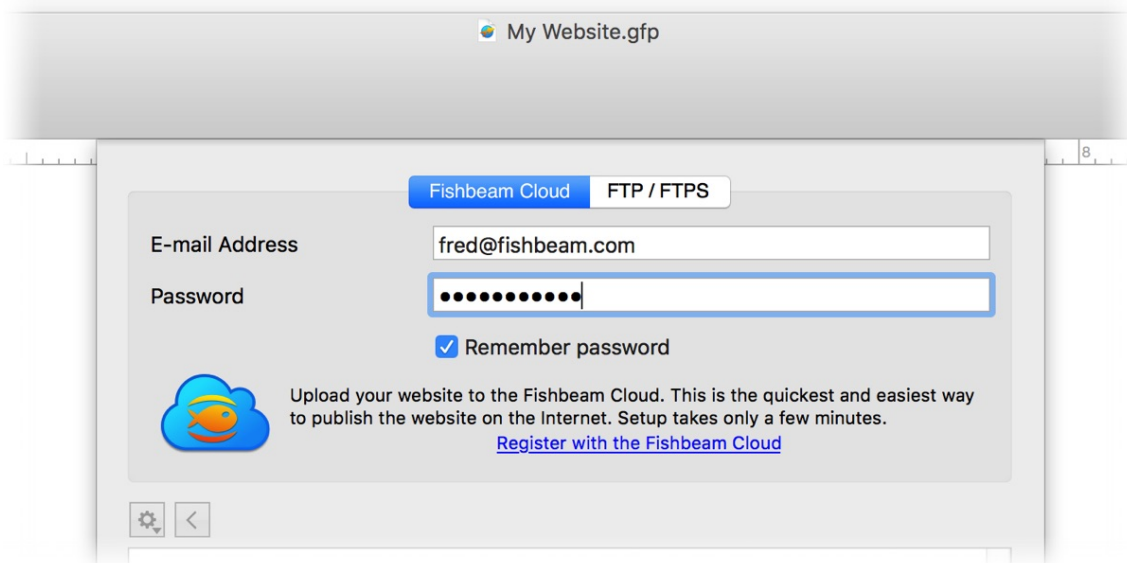 My Website.gfp
8
Fishbeam Cloud FTP / FTPS
E-mail Address fred@fishbeam.com
Password •••••••••••
Remember password
Upload your website to the Fishbeam Cloud. This is the quickest and easiest way
to publish the website on the Internet. Setup takes only a few minutes.
Register with the Fishbeam Cloud